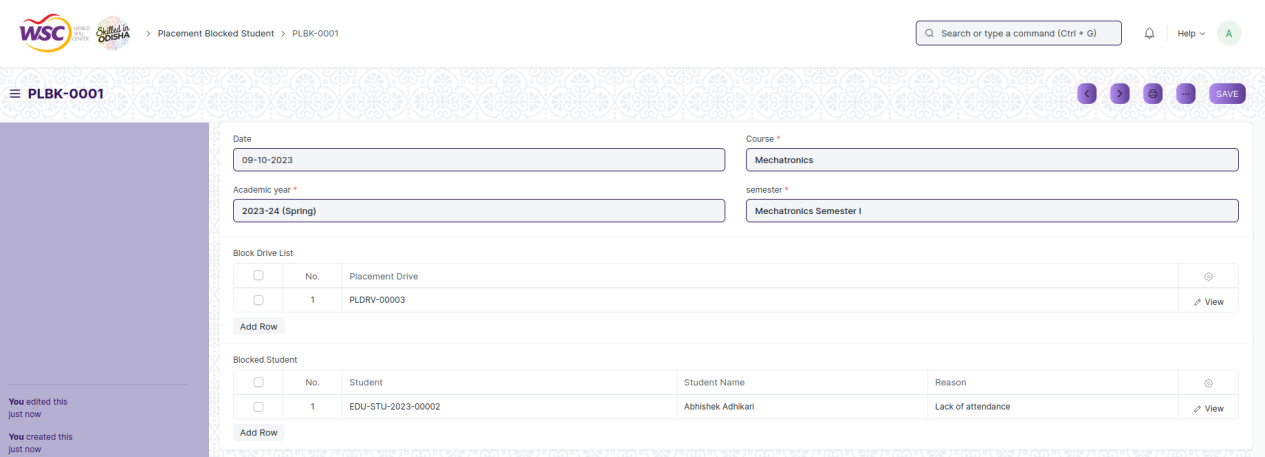 WSC WORLD SKILL CENTER Skilled in ODISHA > Placement Blocked Student > PLBK-0001 Search or type a command (Ctrl + G) Help A
PLBK-0001 SAVE
Date Course *
09-10-2023 Mechatronics
Academic year * semester *
2023-24 (Spring) Mechatronics Semester I
Block Drive List
No. Placement Drive
1 PLDRV-00003 View
Add Row
Blocked Student
No. Student Student Name Reason
1 EDU-STU-2023-00002 Abhishek Adhikari Lack of attendance View
Add Row
You edited this
just now
You created this
just now